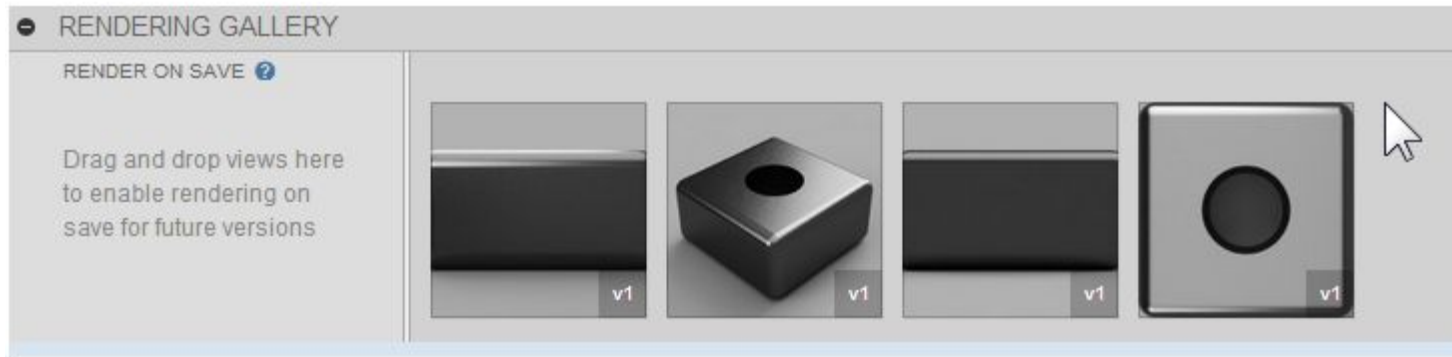 RENDERING GALLERY
RENDER ON SAVE ?
Drag and drop views here
to enable rendering on
save for future versions
v1
v1
v1
v1